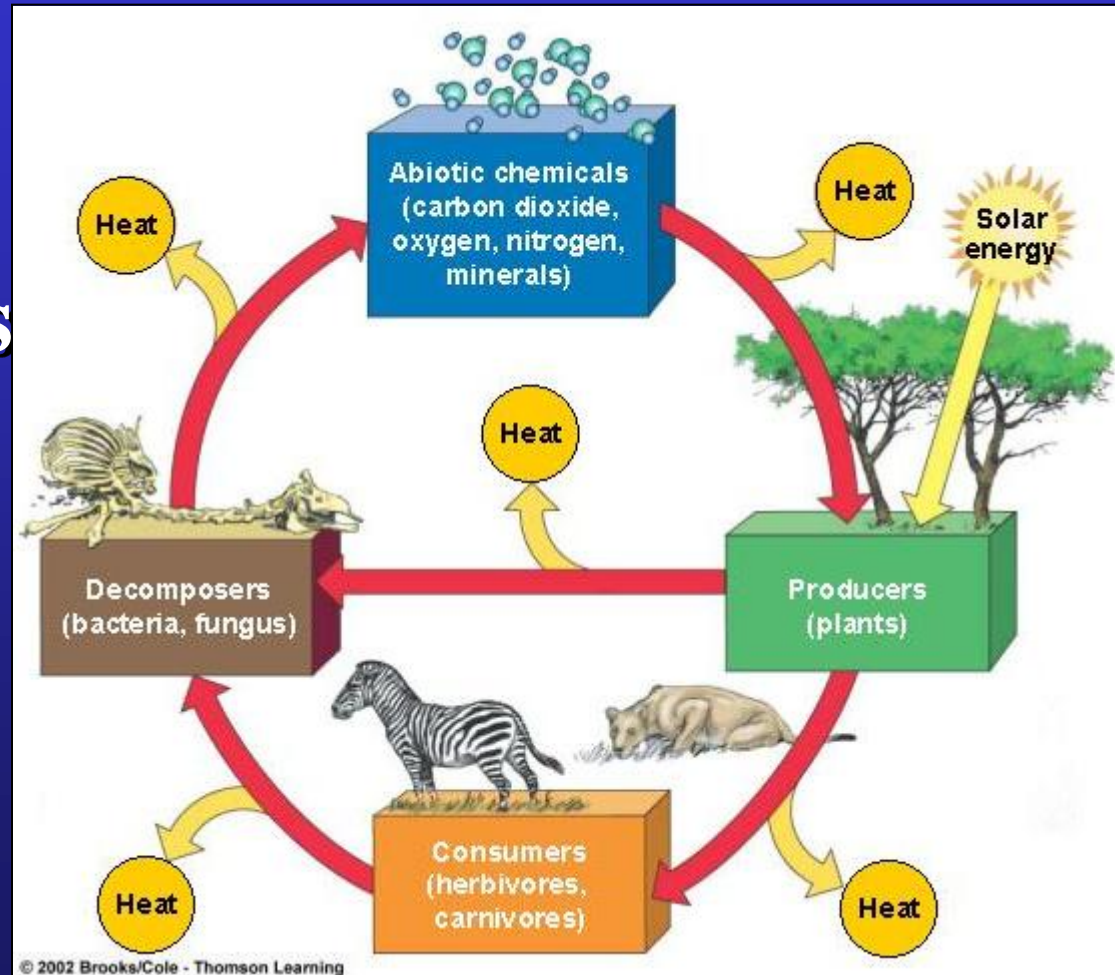 Abiotic chemicals
(carbon dioxide,
oxygen, nitrogen,
minerals)
Heat
Heat
Solar
energy
s
Heat
Decomposers
(bacteria, fungus)
Producers
(plants)
Consumers
(herbivores,
carnivores)
Heat
Heat
© 2002 Brooks/Cole - Thomson Learning